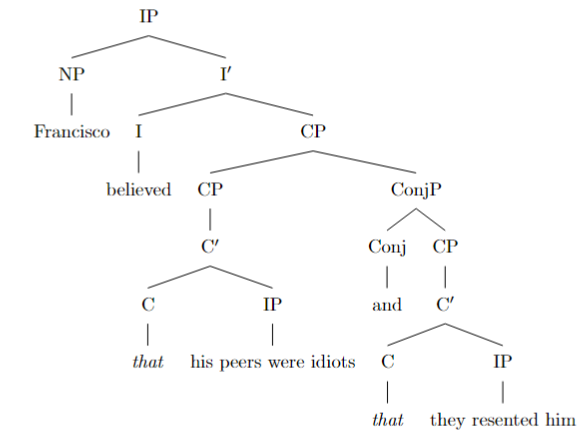 IP
NP I′
Francisco I CP
believed CP ConjP
C′ Conj CP
C IP and C′
that his peers were idiots C IP
that they resented him